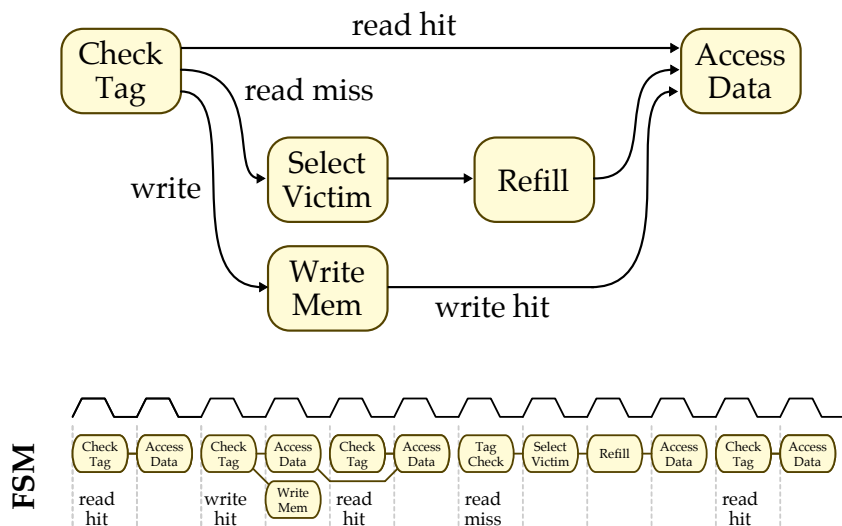 read hit
Check
Tag
Access
Data
read miss
Select
Victim
Refill
write
Write
Mem
write hit
FSM
Check
Tag
Access
Data
Check
Tag
Access
Data
Check
Tag
Access
Data
Tag
Check
Select
Victim
Refill
Access
Data
Check
Tag
Access
Data
Write
Mem
read
hit
write
hit
read
hit
read
miss
read
hit